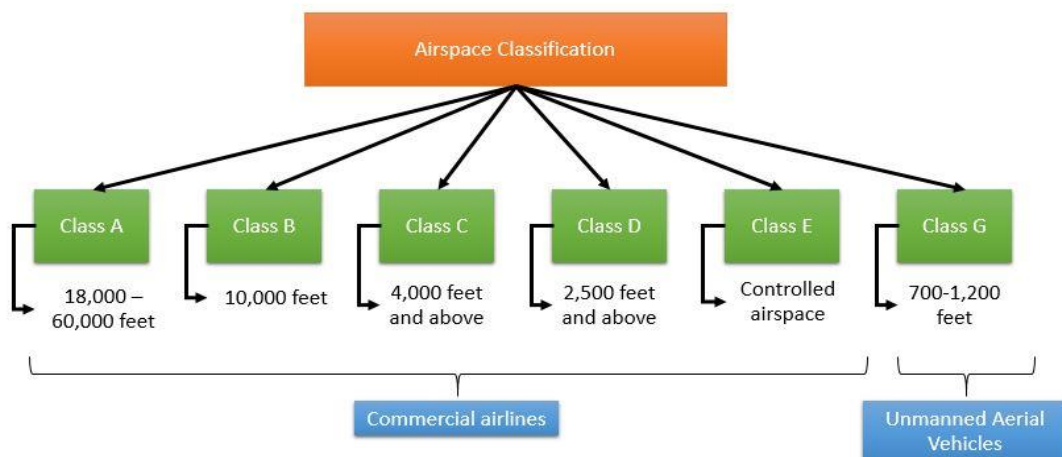 Airspace Classification
Class A
Class B
Class C
Class D
Class E
Class G
18,000 –
60,000 feet
10,000 feet
4,000 feet
and above
2,500 feet
and above
Controlled
airspace
700-1,200
feet
Commercial airlines
Unmanned Aerial
Vehicles